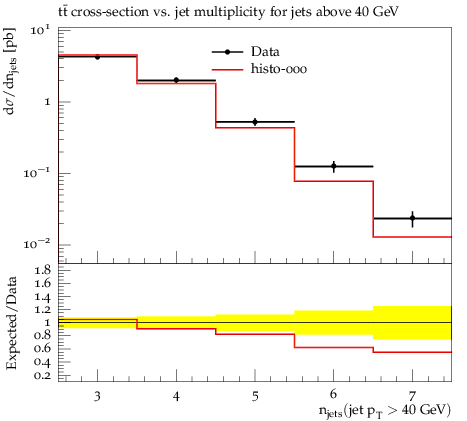 tt̄ cross-section vs. jet multiplicity for jets above 40 GeV
dσ/dn_jets [pb]
10^1
1
10^−1
10^−2
Data
histo-000
Expected/Data
1.8
1.6
1.4
1.2
1
0.8
0.6
0.4
0.2
3 4 5 6 7
n_jets(jet p_T > 40 GeV)